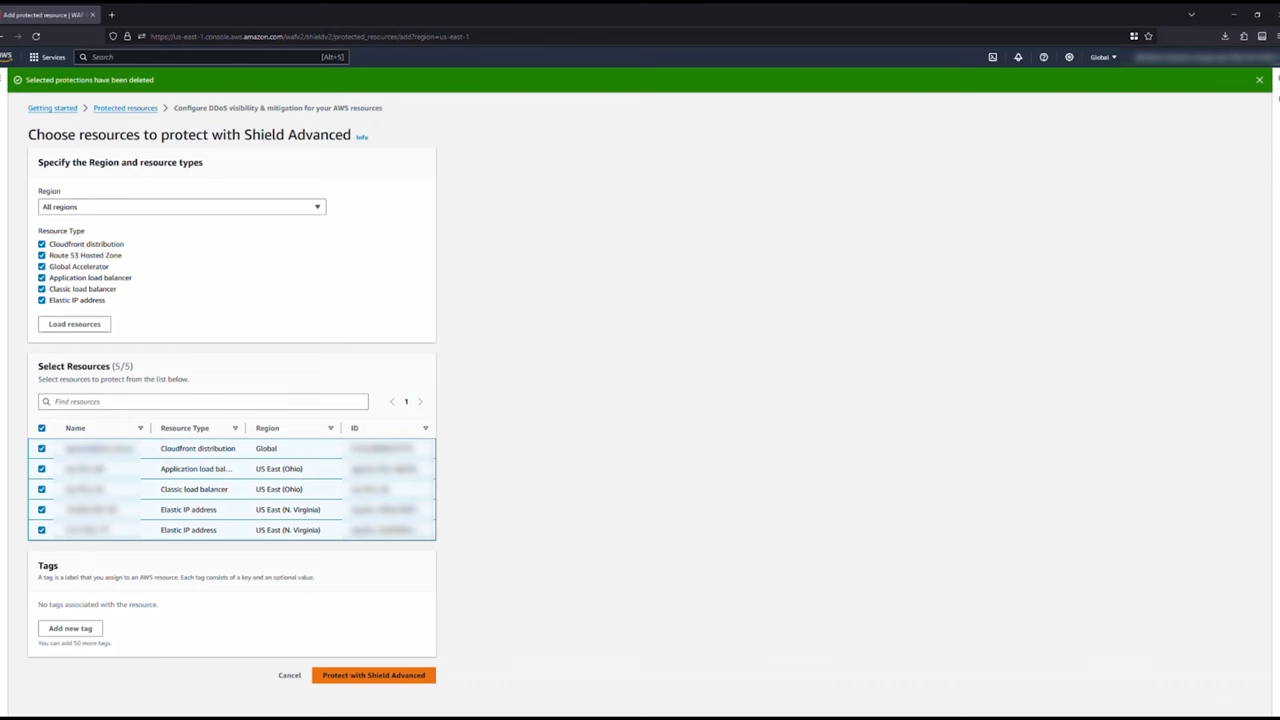 Add protected resource | WAF
https://us-east-1.console.aws.amazon.com/wafv2/shieldv2/protected_resources/add?region=us-east-1
aws Services Search [Alt+S] Global
Selected protections have been deleted
Getting started Protected resources Configure DDoS visibility & mitigation for your AWS resources
Choose resources to protect with Shield Advanced Info
Specify the Region and resource types
Region
All regions
Resource Type
Cloudfront distribution
Route 53 Hosted Zone
Global Accelerator
Application load balancer
Classic load balancer
Elastic IP address
Load resources
Select Resources (5/5)
Select resources to protect from the list below.
Find resources 1
Name Resource Type Region ID
Cloudfront distribution Global
Application load bal... US East (Ohio)
Classic load balancer US East (Ohio)
Elastic IP address US East (N. Virginia)
Elastic IP address US East (N. Virginia)
Tags
A tag is a label that you assign to an AWS resource. Each tag consists of a key and an optional value.
No tags associated with the resource.
Add new tag
You can add 50 more tags.
Cancel Protect with Shield Advanced